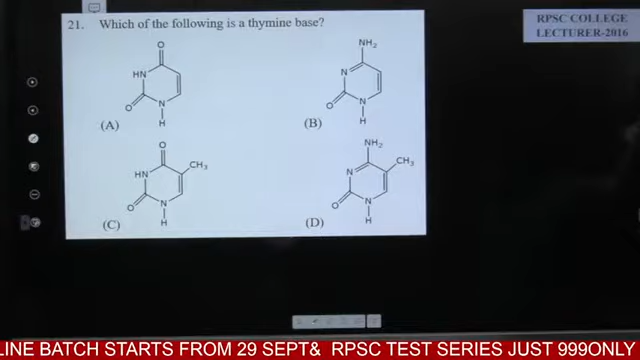 RPSC COLLEGE
LECTURER-2016
21. Which of the following is a thymine base?
O
HN
O
N
H
(A)
NH2
N
O
N
H
(B)
O
CH3
HN
O
N
H
(C)
NH2
CH3
N
O
N
H
(D)
LINE BATCH STARTS FROM 29 SEPT& RPSC TEST SERIES JUST 999ONLY